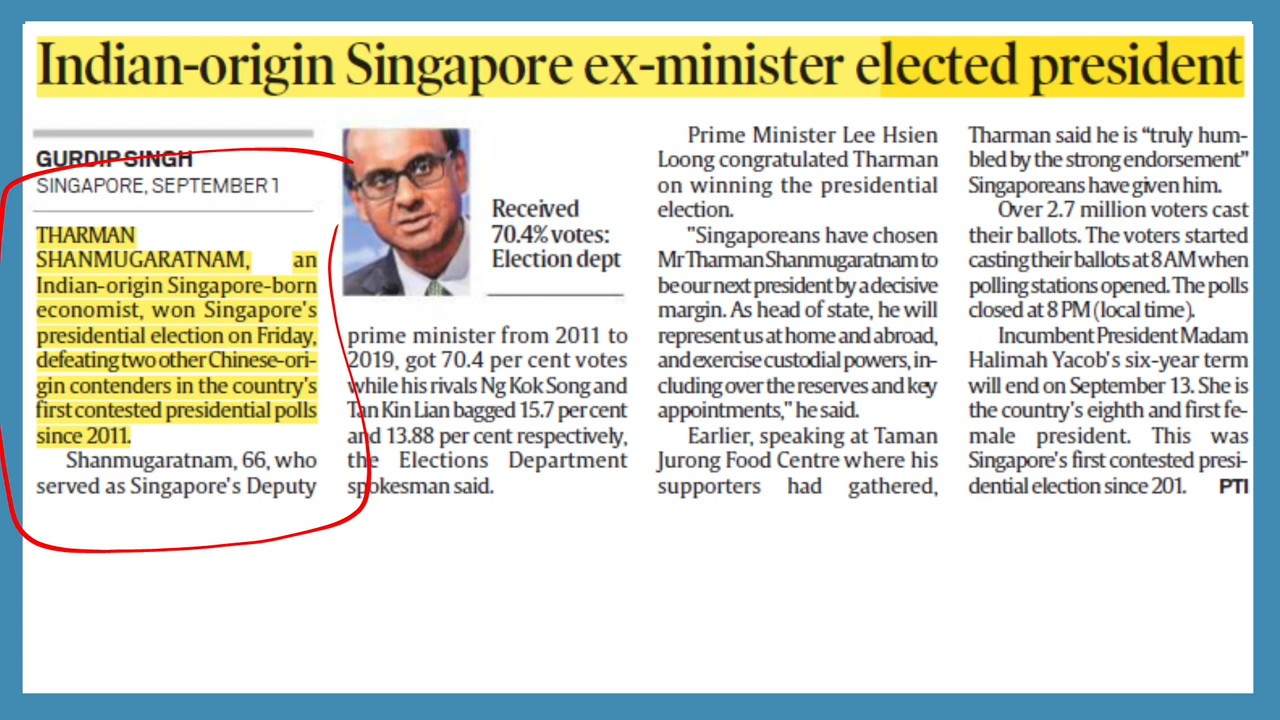 Indian-origin Singapore ex-minister elected president
GURDIP SINGH
SINGAPORE, SEPTEMBER 1
THARMAN
SHANMUGARATNAM, an
Indian-origin Singapore-born
economist, won Singapore's
presidential election on Friday,
defeating two other Chinese-ori-
gin contenders in the country's
first contested presidential polls
since 2011.
Shanmugaratnam, 66, who
served as Singapore's Deputy
Received
70.4% votes:
Election dept
prime minister from 2011 to
2019, got 70.4 per cent votes
while his rivals Ng Kok Song and
Tan Kin Lian bagged 15.7 per cent
and 13.88 per cent respectively,
the Elections Department
spokesman said.
Prime Minister Lee Hsien
Loong congratulated Tharman
on winning the presidential
election.
"Singaporeans have chosen
Mr Tharman Shanmugaratnam to
be our next president by a decisive
margin. As head of state, he will
represent us at home and abroad,
and exercise custodial powers, in-
cluding over the reserves and key
appointments," he said.
Earlier, speaking at Taman
Jurong Food Centre where his
supporters had gathered,
Tharman said he is “truly hum-
bled by the strong endorsement”
Singaporeans have given him.
Over 2.7 million voters cast
their ballots. The voters started
casting their ballots at 8 AM when
polling stations opened. The polls
closed at 8 PM (local time).
Incumbent President Madam
Halimah Yacob's six-year term
will end on September 13. She is
the country's eighth and first fe-
male president. This was
Singapore's first contested presi-
dential election since 201. PTI